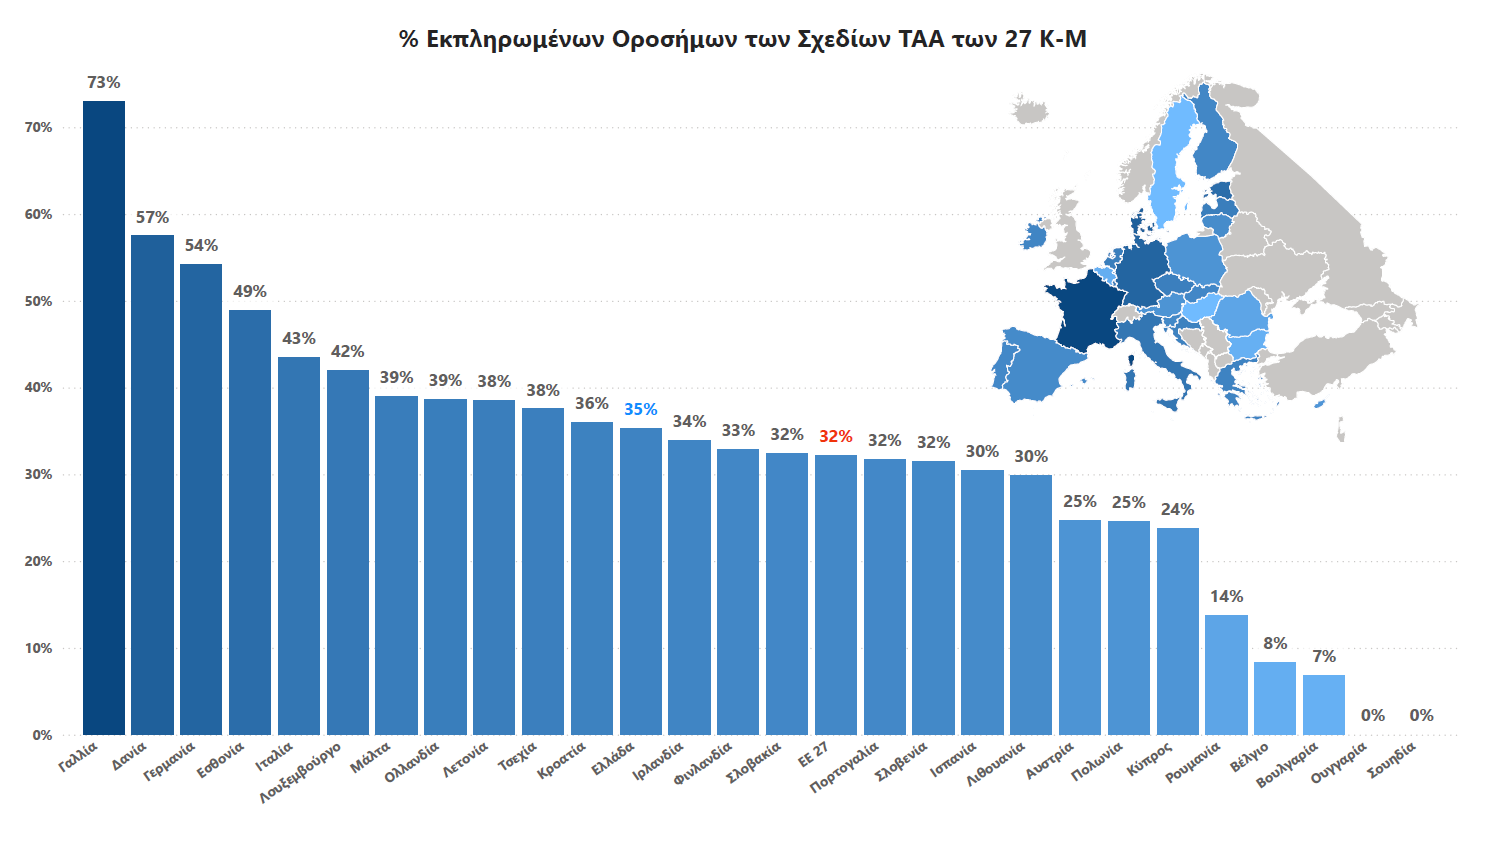 % Εκπληρωμένων Οροσήμων των Σχεδίων ΤΑΑ των 27 Κ-Μ
73%
57%
54%
49%
43%
42%
39%
39%
38%
38%
36%
35%
34%
33%
32%
32%
32%
32%
30%
30%
25%
25%
24%
14%
8%
7%
0%
0%
70%
60%
50%
40%
30%
20%
10%
0%
Γαλλία
Δανία
Γερμανία
Εσθονία
Ιταλία
Λουξεμβούργο
Μάλτα
Ολλανδία
Λετονία
Τσεχία
Κροατία
Ελλάδα
Ιρλανδία
Φινλανδία
Σλοβακία
ΕΕ 27
Πορτογαλία
Σλοβενία
Ισπανία
Λιθουανία
Αυστρία
Πολωνία
Κύπρος
Ρουμανία
Βέλγιο
Βουλγαρία
Ουγγαρία
Σουηδία